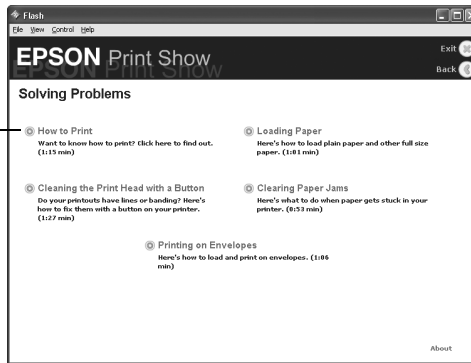 Flash
File View Control Help
EPSON Print Show
Exit
Back
Solving Problems
How to Print
Want to know how to print? Click here to find out.
(1:15 min)
Loading Paper
Here's how to load plain paper and other full size
paper. (1:01 min)
Cleaning the Print Head with a Button
Do your printouts have lines or banding? Here's
how to fix them with a button on your printer.
(1:27 min)
Clearing Paper Jams
Here's what to do when paper gets stuck in your
printer. (0:53 min)
Printing on Envelopes
Here's how to load and print on envelopes. (1:06
min)
About